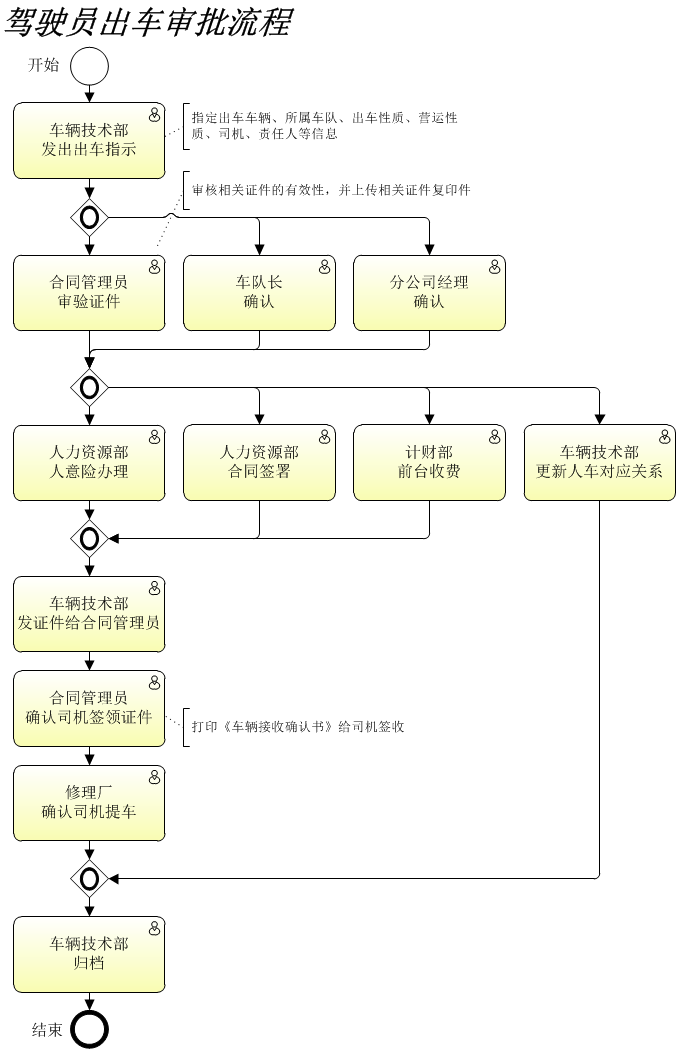 驾驶员出车审批流程
开始
车辆技术部
发出出车指示
指定出车车辆、所属车队、出车性质、营运性
质、司机、责任人等信息
审核相关证件的有效性，并上传相关证件复印件
合同管理员
审验证件
车队长
确认
分公司经理
确认
人力资源部
人意险办理
人力资源部
合同签署
计财部
前台收费
车辆技术部
更新人车对应关系
车辆技术部
发证件给合同管理员
合同管理员
确认司机签领证件
打印《车辆接收确认书》给司机签收
修理厂
确认司机提车
车辆技术部
归档
结束